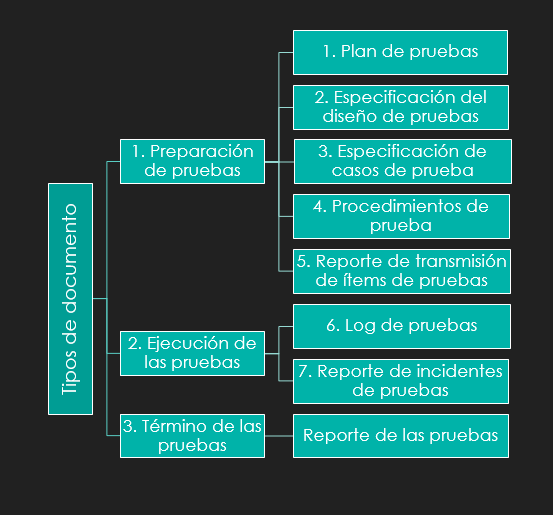 Tipos de documento
1. Preparación
de pruebas
1. Plan de pruebas
2. Especificación del
diseño de pruebas
3. Especificación de
casos de prueba
4. Procedimientos de
prueba
5. Reporte de transmisión
de ítems de pruebas
2. Ejecución de
las pruebas
6. Log de pruebas
7. Reporte de incidentes
de pruebas
3. Término de las
pruebas
Reporte de las pruebas